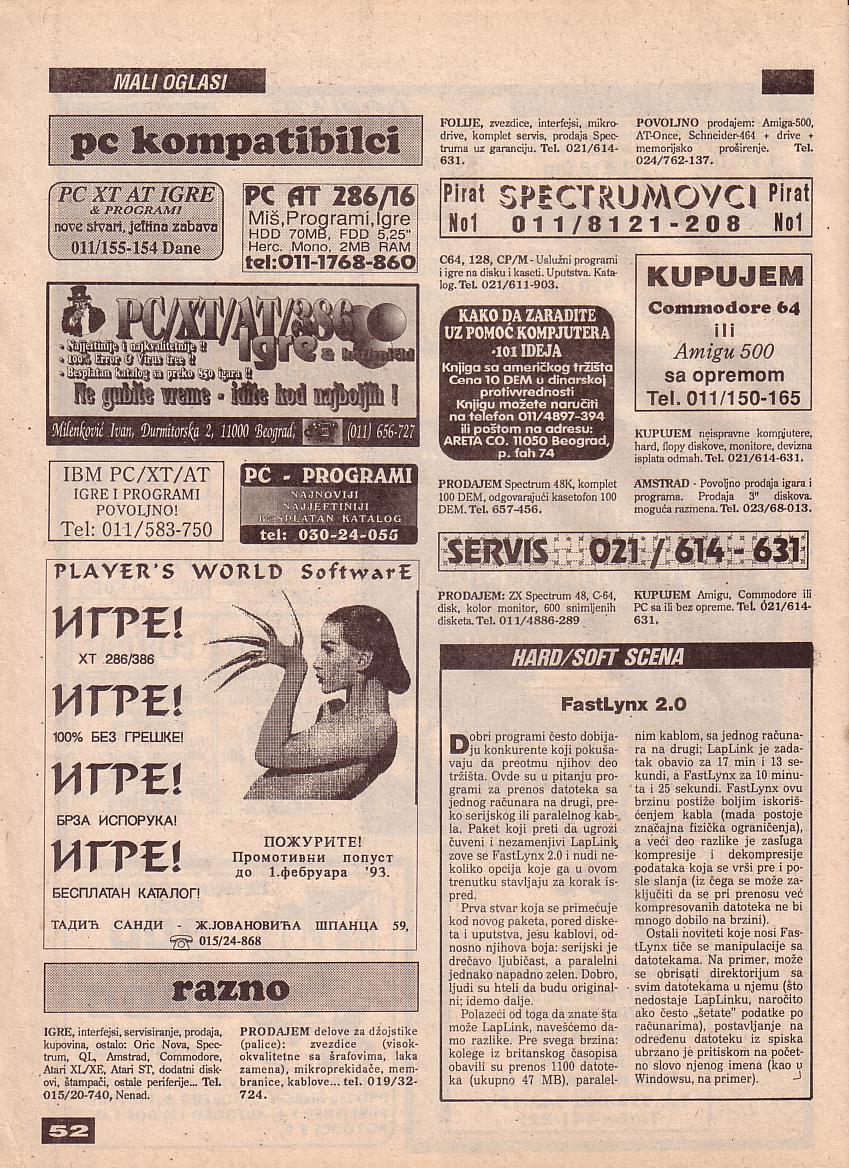 MALI OGLASI
pc kompatibilci
PC XT AT IGRE
& PROGRAMI
nove stvari, jeftina zabava
011/155-154 Dane
PC AT 286/16
Miš,Programi,Igre
HDD 70MB, FDD 5,25"
Herc. Mono, 2MB RAM
tel:011-1768-860
PC/XT/AT/386
Igre &
• Najjeftinije i najkvalitetnije !!
• 100% Error & Virus free !!
• Besplatan katalog sa preko 850 igara !!
Ne gubite vreme - idite kod najboljih !
Milenković Ivan, Durmitorska 2, 11000 Beograd, (011) 656-727
IBM PC/XT/AT
IGRE I PROGRAMI
POVOLJNO!
Tel: 011/583-750
PC - PROGRAMI
NAJNOVIJI
NAJJEFTINIJI
BESPLATAN KATALOG
tel: 030-24-055
PLAYER'S WORLD SoftwarE
ИГРЕ!
XT 286/386
ИГРЕ!
100% БЕЗ ГРЕШКЕ!
ИГРЕ!
БРЗА ИСПОРУКА!
ИГРЕ!
БЕСПЛАТАН КАТАЛОГ!
ПОЖУРИТЕ!
Промотивни попуст
до 1.фебруара '93.
ТАДИЋ САНДИ - Ж.ЈОВАНОВИЋА ШПАНЦА 59,
☏ 015/24-868
razno
IGRE, interfejsi, servisiranje, prodaja,
kupovina, ostalo: Oric Nova, Spec-
trum, QL, Amstrad, Commodore,
Atari XL/XE, Atari ST, dodatni disk-
ovi, štampači, ostale periferije... Tel.
015/20-740, Nenad.
PRODAJEM delove za džojstike
(palice): zvezdice (visok-
okvalitetne sa šrafovima, laka
zamena), mikroprekidače, mem-
branice, kablove... tel. 019/32-
724.
52
FOLIJE, zvezdice, interfejsi, mikro-
drive, komplet servis, prodaja Spec-
truma uz garanciju. Tel. 021/614-
631.
POVOLJNO prodajem: Amiga-500,
AT-Once, Schneider-464 + drive +
memorijsko proširenje. Tel.
024/762-137.
Pirat SPECTRUMOVCI Pirat
No1 011/8121-208 No1
C64, 128, CP/M - Uslužni programi
i igre na disku i kaseti. Uputstva. Kata-
log. Tel. 021/611-903.
KAKO DA ZARADITE
UZ POMOĆ KOMPJUTERA
·101 IDEJA
Knjiga sa američkog tržišta
Cena 10 DEM u dinarskoj
protivvrednosti
Knjigu možete naručiti
na telefon 011/4897-394
ili poštom na adresu:
ARETA CO. 11050 Beograd,
p. fah 74
KUPUJEM
Commodore 64
ili
Amigu 500
sa opremom
Tel. 011/150-165
KUPUJEM neispravne kompjutere,
hard, flopy diskove, monitore, devizna
isplata odmah. Tel. 021/614-631.
PRODAJEM Spectrum 48K, komplet
100 DEM, odgovarajući kasetofon 100
DEM. Tel. 657-456.
AMSTRAD - Povoljno prodaja igara i
programa. Prodaja 3" diskova.
moguća razmena. Tel. 023/68-013.
SERVIS 021 / 614 - 631
PRODAJEM: ZX Spectrum 48, C-64,
disk, kolor monitor, 600 snimljenih
disketa. Tel. 011/4886-289
KUPUJEM Amigu, Commodore ili
PC sa ili bez opreme. Tel. 021/614-
631.
HARD/SOFT SCENA
FastLynx 2.0
Dobri programi često dobija-
ju konkurente koji pokuša-
vaju da preotmu njihov deo
tržišta. Ovde su u pitanju pro-
grami za prenos datoteka sa
jednog računara na drugi, pre-
ko serijskog ili paralelnog kab-
la. Paket koji preti da ugrozi
čuveni i nezamenjivi LapLink
zove se FastLynx 2.0 i nudi ne-
koliko opcija koje ga u ovom
trenutku stavljaju za korak is-
pred.
Prva stvar koja se primećuje
kod novog paketa, pored diske-
ta i uputstva, jesu kablovi, od-
nosno njihova boja: serijski je
drečavo ljubičast, a paralelni
jednako napadno zelen. Dobro,
ljudi su hteli da budu original-
ni; idemo dalje.
Polazeći od toga da znate šta
može LapLink, navešćemo da-
mo razlike. Pre svega brzina:
kolege iz britanskog časopisa
obavili su prenos 1100 datote-
ka (ukupno 47 MB), paralel-
nim kablom, sa jednog računa-
ra na drugi; LapLink je zada-
tak obavio za 17 min i 13 se-
kundi, a FastLynx za 10 minu-
ta i 25 sekundi. FastLynx ovu
brzinu postiže boljim iskoriš-
ćenjem kabla (mada postoje
značajna fizička ograničenja),
a veći deo razlike je zasluga
kompresije i dekompresije
podataka koja se vrši pre i po-
sle slanja (iz čega se može za-
ključiti da se pri prenosu već
kompresovanih datoteka ne bi
mnogo dobilo na brzini).
Ostali noviteti koje nosi Fas-
tLynx tiče se manipulacije sa
datotekama. Na primer, može
se obrisati direktorijum sa
svim datotekama u njemu (što
nedostaje LapLinku, naročito
ako često „šetate" podatke po
računarima), postavljanje na
određenu datoteku iz spiska
ubrzano je pritiskom na počet-
no slovo njenog imena (kao u
Windowsu, na primer).